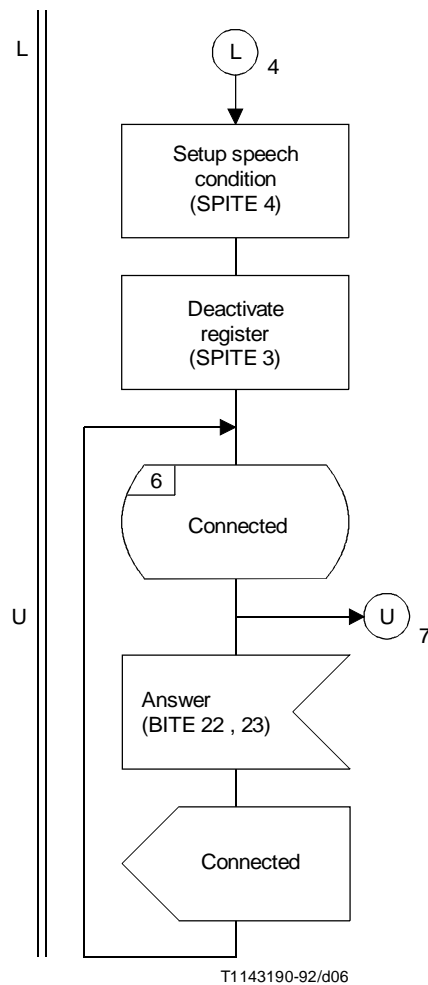 L
L
4
Setup speech
condition
(SPITE 4)
Deactivate
register
(SPITE 3)
6
Connected
U
U
7
Answer
(BITE 22 , 23)
Connected
T1143190-92/d06